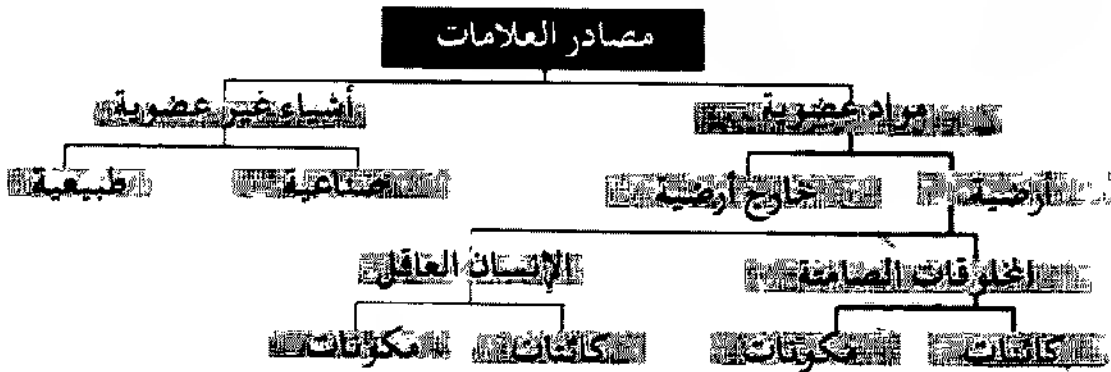 مصادر العلامات
مواد عضوية أشياء غير عضوية
أرضية خارج أرضية صناعية طبيعية
المخلوقات الصامتة الإنسان العاقل
كائنات مكونات كائنات مكونات